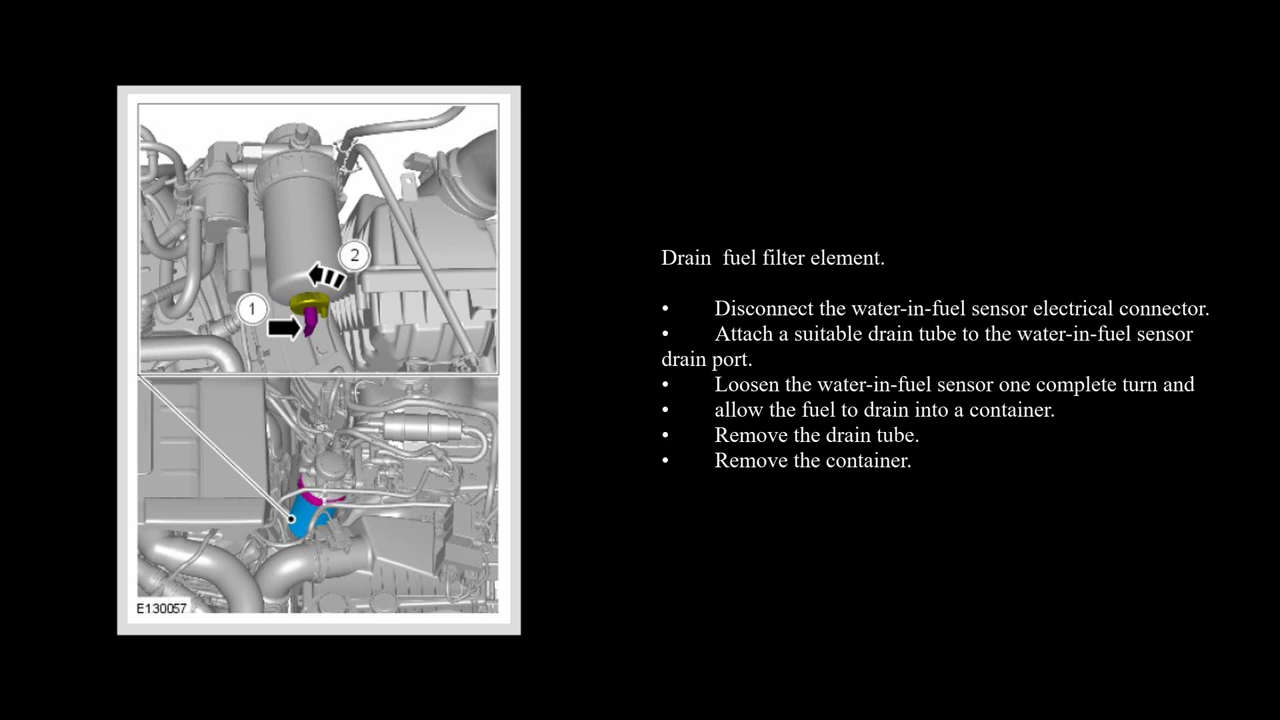 2
1
E130057
Drain  fuel filter element.
•	Disconnect the water-in-fuel sensor electrical connector.
•	Attach a suitable drain tube to the water-in-fuel sensor
drain port.
•	Loosen the water-in-fuel sensor one complete turn and
•	allow the fuel to drain into a container.
•	Remove the drain tube.
•	Remove the container.